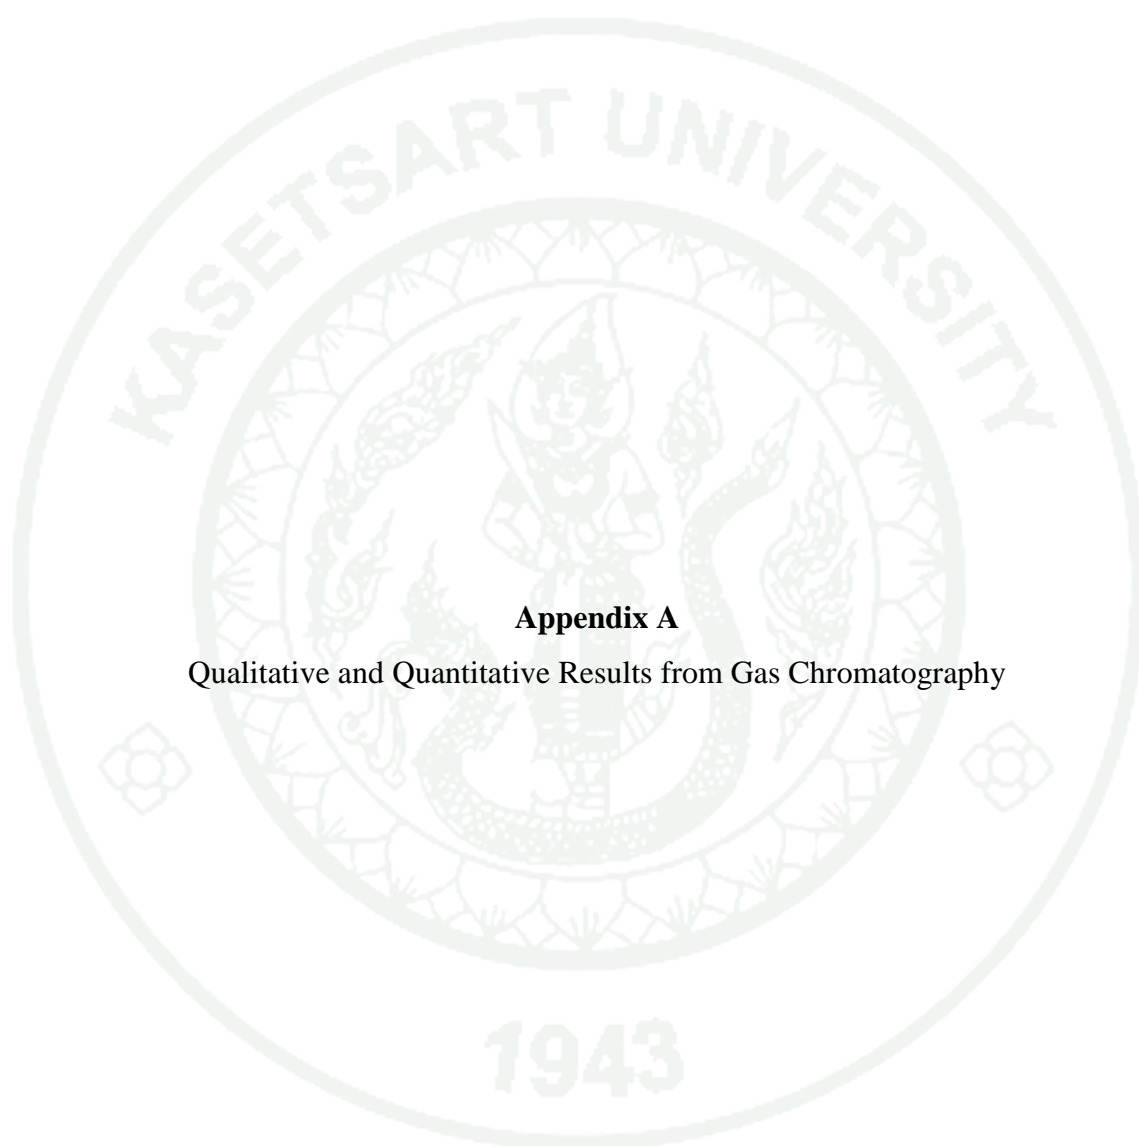 KASETSART UNIVERSITY
Appendix A
Qualitative and Quantitative Results from Gas Chromatography
1943